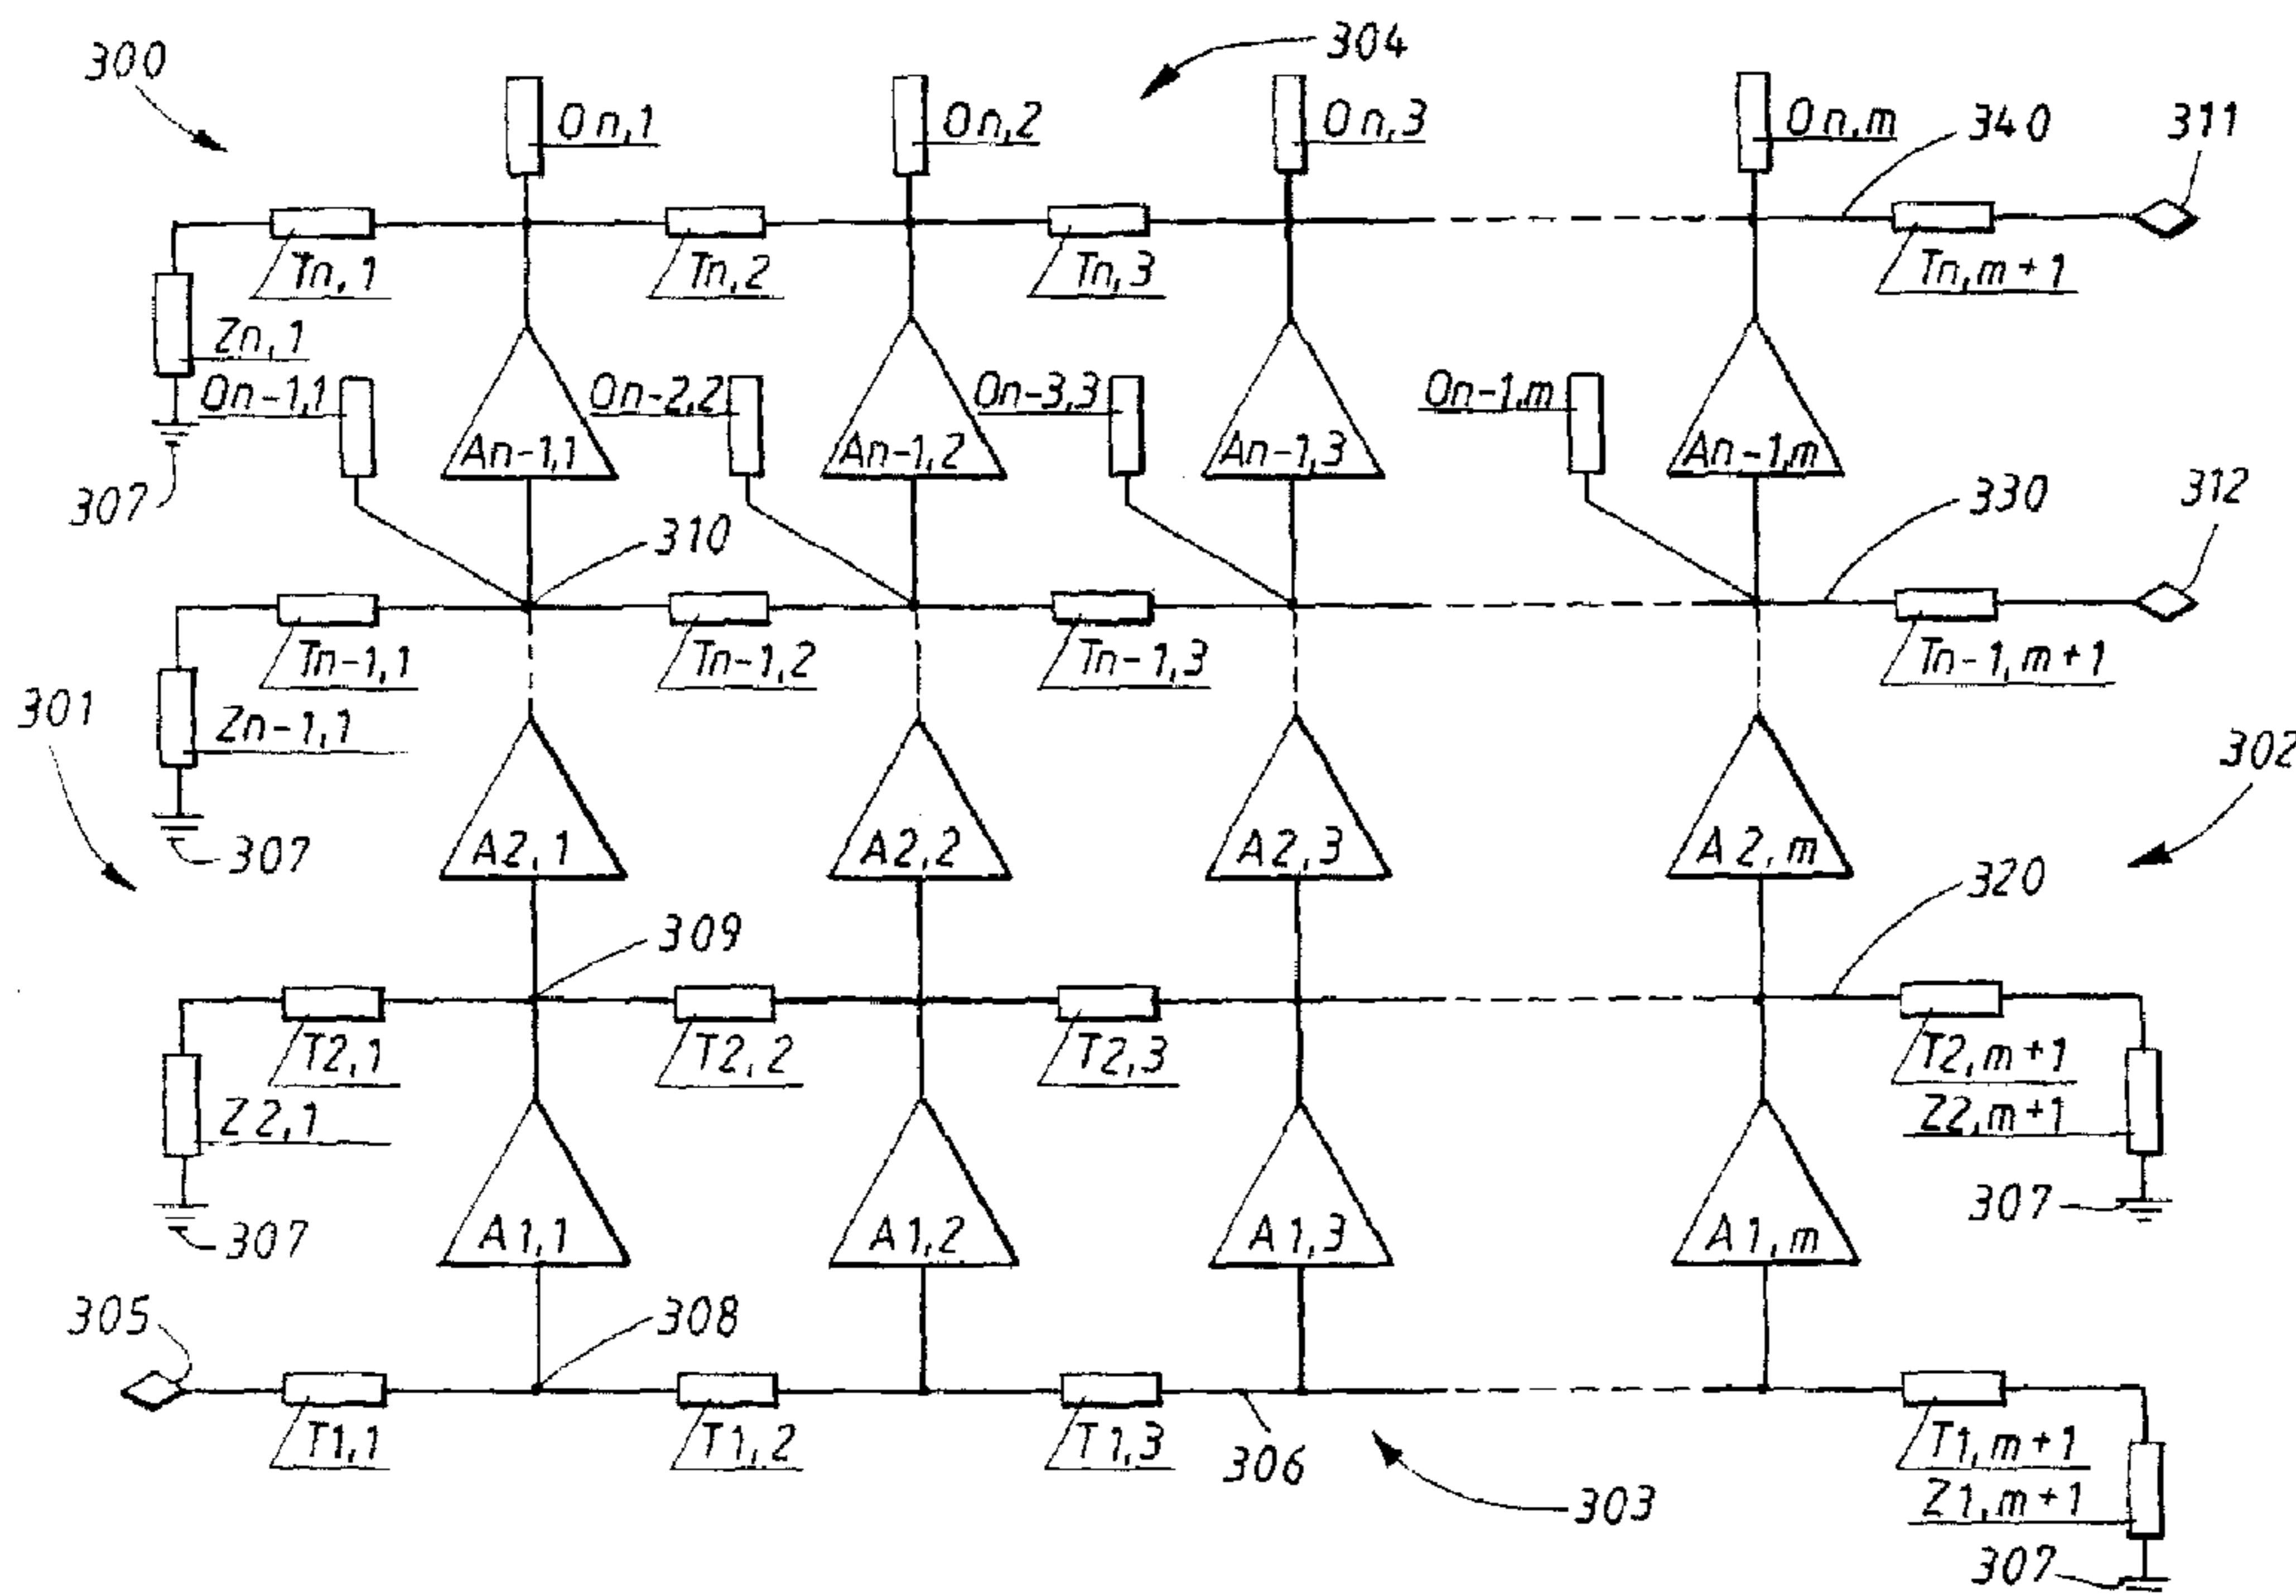 300
304
On,1
On,2
On,3
On,m
340
311
Tn,1
Tn,2
Tn,3
Tn,m+1
Zn,1
On-1,1
On-2,2
On-3,3
On-1,m
An-1,1
An-1,2
An-1,3
An-1,m
307
310
330
312
Tn-1,1
Tn-1,2
Tn-1,3
Tn-1,m+1
301
Zn-1,1
302
307
A2,1
A2,2
A2,3
A2,m
320
309
T2,1
T2,2
T2,3
T2,m+1
Z2,1
Z2,m+1
307
307
A1,1
A1,2
A1,3
A1,m
305
308
T1,1
T1,2
T1,3
306
T1,m+1
303
Z1,m+1
307